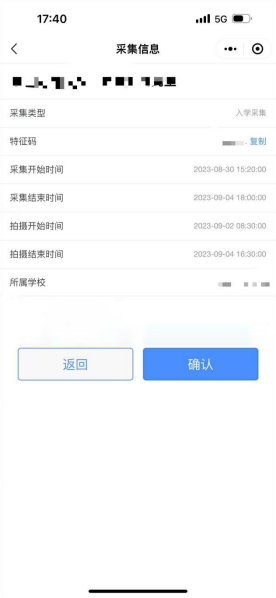 17:40
5G
采集信息
采集类型 入学采集
特征码 复制
采集开始时间 2023-08-30 15:20:00
采集结束时间 2023-09-04 18:00:00
拍摄开始时间 2023-09-02 08:30:00
拍摄结束时间 2023-09-04 16:30:00
所属学校
返回 确认